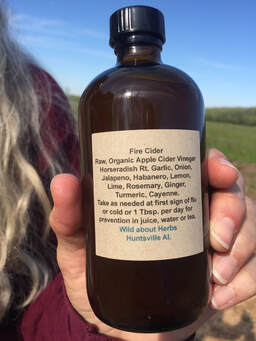 Fire Cider
Raw, Organic Apple Cider Vinegar
Horseradish Rt. Garlic, Onion,
Jalapeno, Habanero, Lemon,
Lime, Rosemary, Ginger,
Turmeric, Cayenne.
Take as needed at first sign of flu
or cold or 1 Tbsp. per day for
prevention in juice, water or tea.
Wild about Herbs
Huntsville Al.